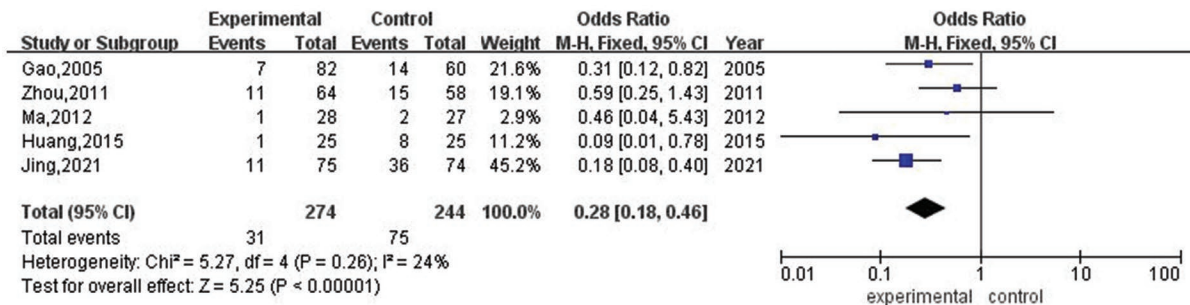 Experimental Control Odds Ratio Odds Ratio
Study or Subgroup Events Total Events Total Weight M-H, Fixed, 95% CI Year M-H, Fixed, 95% CI
Gao,2005 7 82 14 60 21.6% 0.31 [0.12, 0.82] 2005
Zhou,2011 11 64 15 58 19.1% 0.59 [0.25, 1.43] 2011
Ma,2012 1 28 2 27 2.9% 0.46 [0.04, 5.43] 2012
Huang,2015 1 25 8 25 11.2% 0.09 [0.01, 0.78] 2015
Jing,2021 11 75 36 74 45.2% 0.18 [0.08, 0.40] 2021
Total (95% CI) 274 244 100.0% 0.28 [0.18, 0.46]
Total events 31 75
Heterogeneity: Chi² = 5.27, df = 4 (P = 0.26); I² = 24%
Test for overall effect: Z = 5.25 (P < 0.00001)
0.01 0.1 1 10 100
experimental control